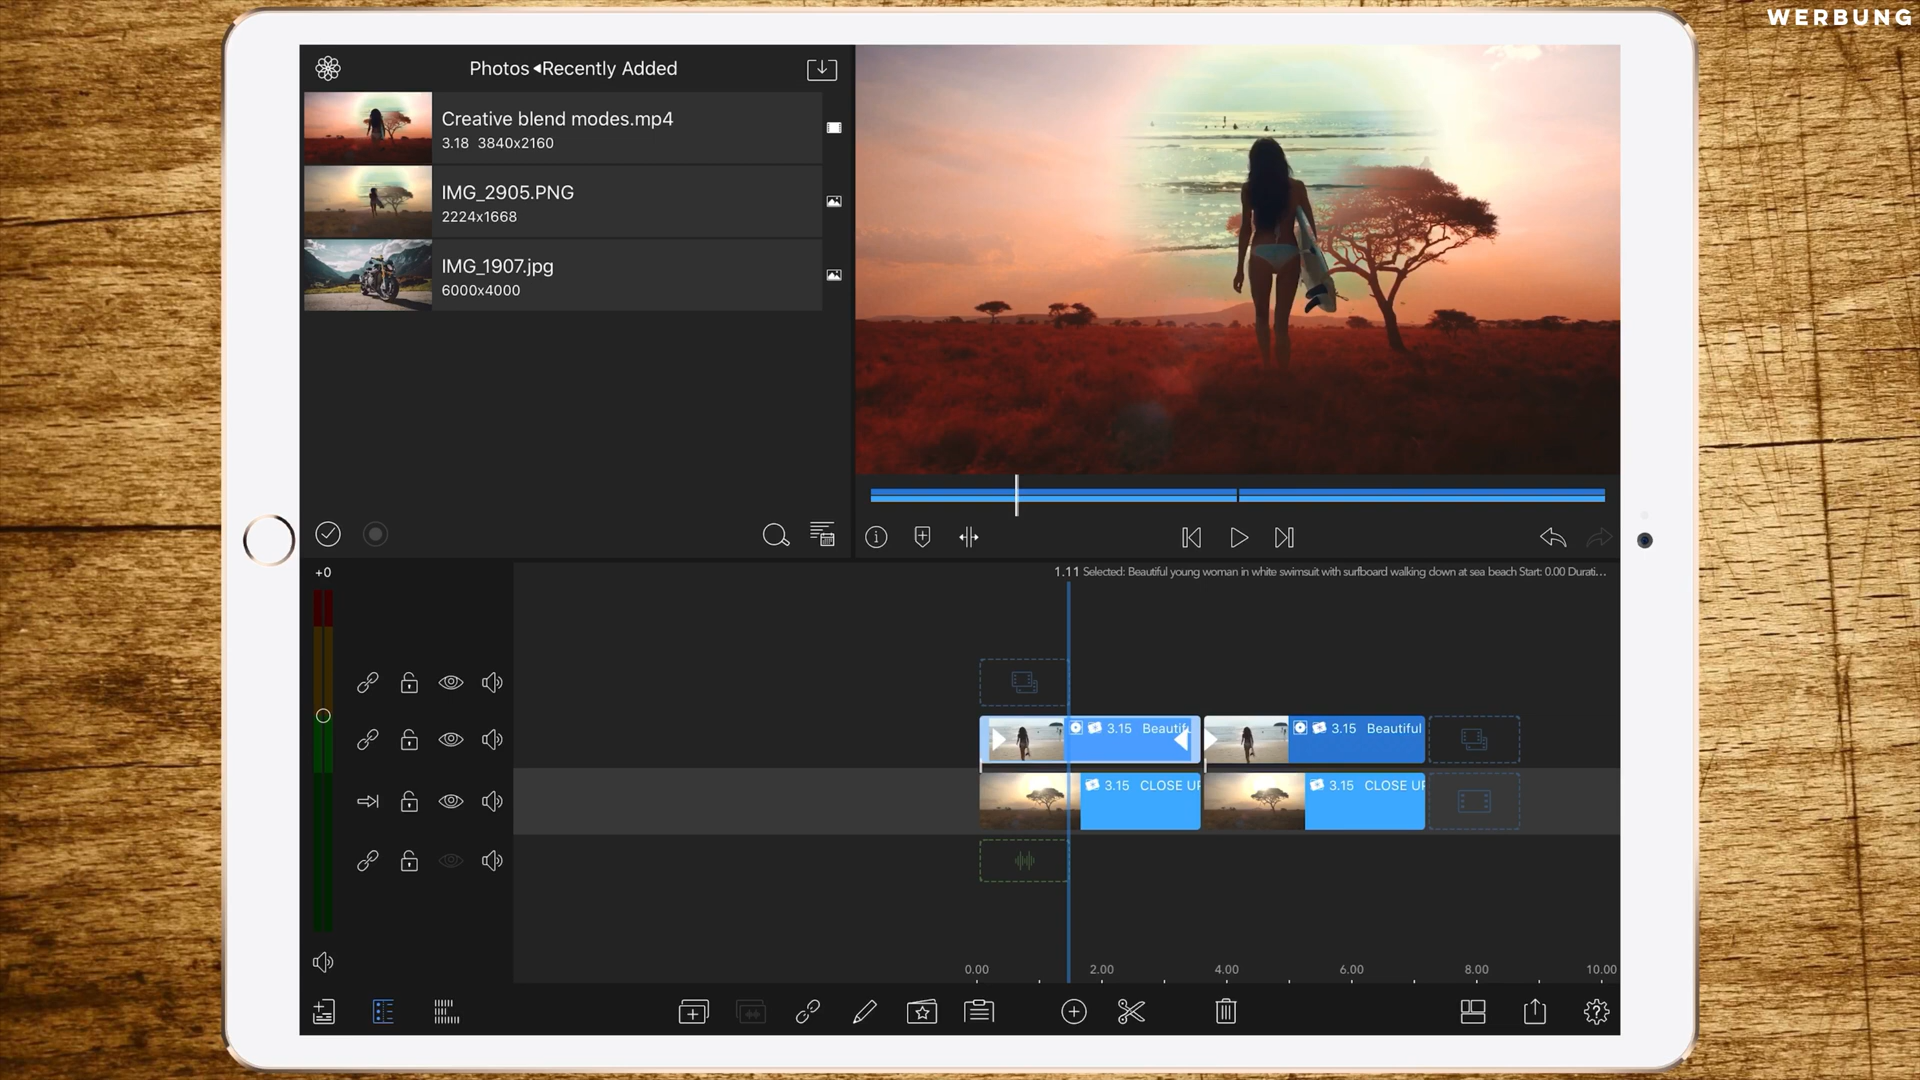 WERBUNG
Photos◂Recently Added
Creative blend modes.mp4
3.18 3840x2160
IMG_2905.PNG
2224x1668
IMG_1907.jpg
6000x4000
+0
1.11 Selected: Beautiful young woman in white swimsuit with surfboard walking down at sea beach Start: 0.00 Durati...
3.15 Beautif
3.15 Beautiful
3.15 CLOSE UP
3.15 CLOSE UP
0.00 2.00 4.00 6.00 8.00 10.00